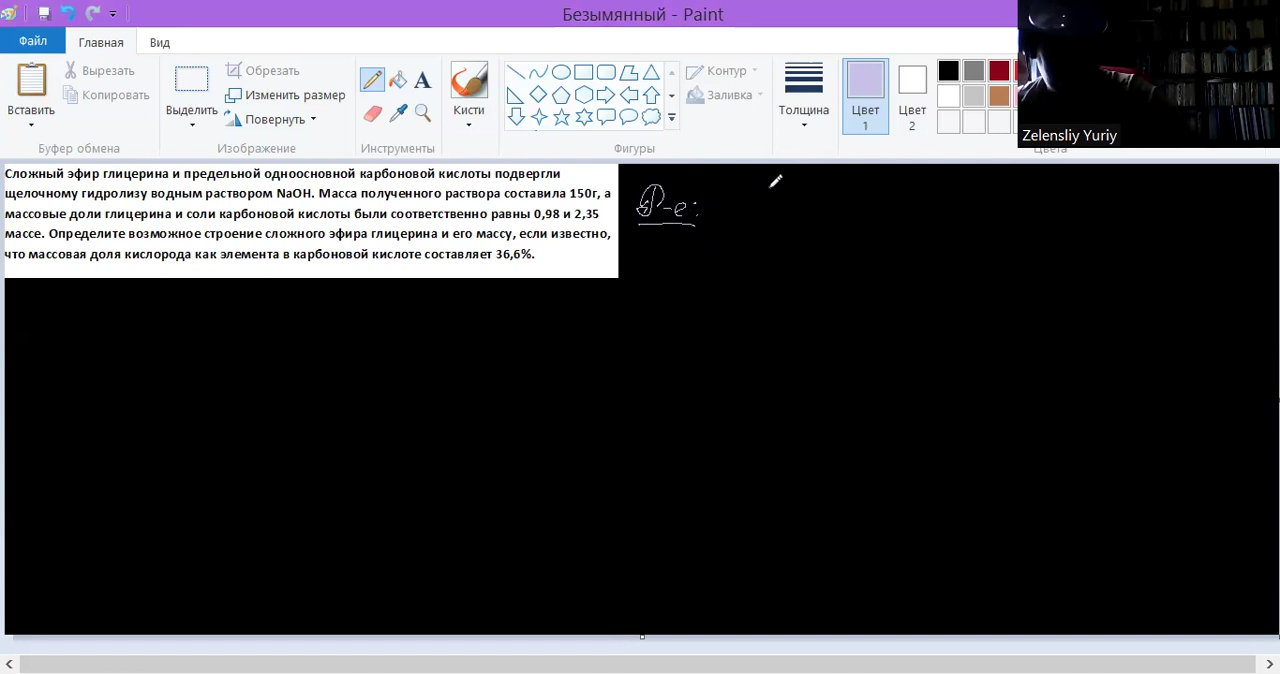 Безымянный - Paint
Файл
Главная
Вид
Вставить
Вырезать
Копировать
Буфер обмена
Выделить
Обрезать
Изменить размер
Повернуть
Изображение
A
Инструменты
Кисти
Фигуры
Контур
Заливка
Толщина
Цвет
1
Цвет
2
Цвета
Zelensliy Yuriy
Сложный эфир глицерина и предельной одноосновной карбоновой кислоты подвергли
щелочному гидролизу водным раствором NaOH. Масса полученного раствора составила 150г, а
массовые доли глицерина и соли карбоновой кислоты были соответственно равны 0,98 и 2,35
массе. Определите возможное строение сложного эфира глицерина и его массу, если известно,
что массовая доля кислорода как элемента в карбоновой кислоте составляет 36,6%.
Р-е: